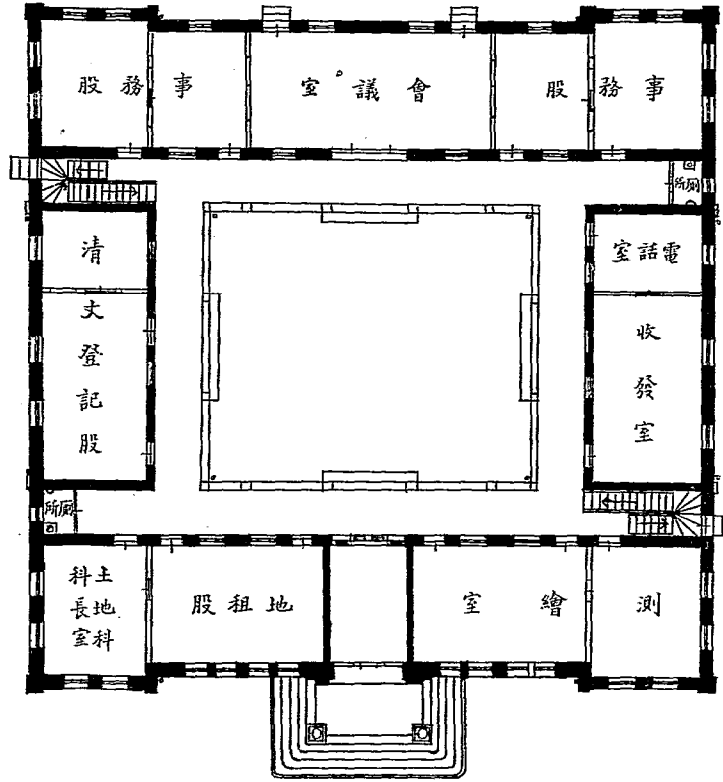 事務股
會議室
事務股
厠所
電話室
收發室
清丈登記股
厠所
測繪室
地租股
土地科
科長室